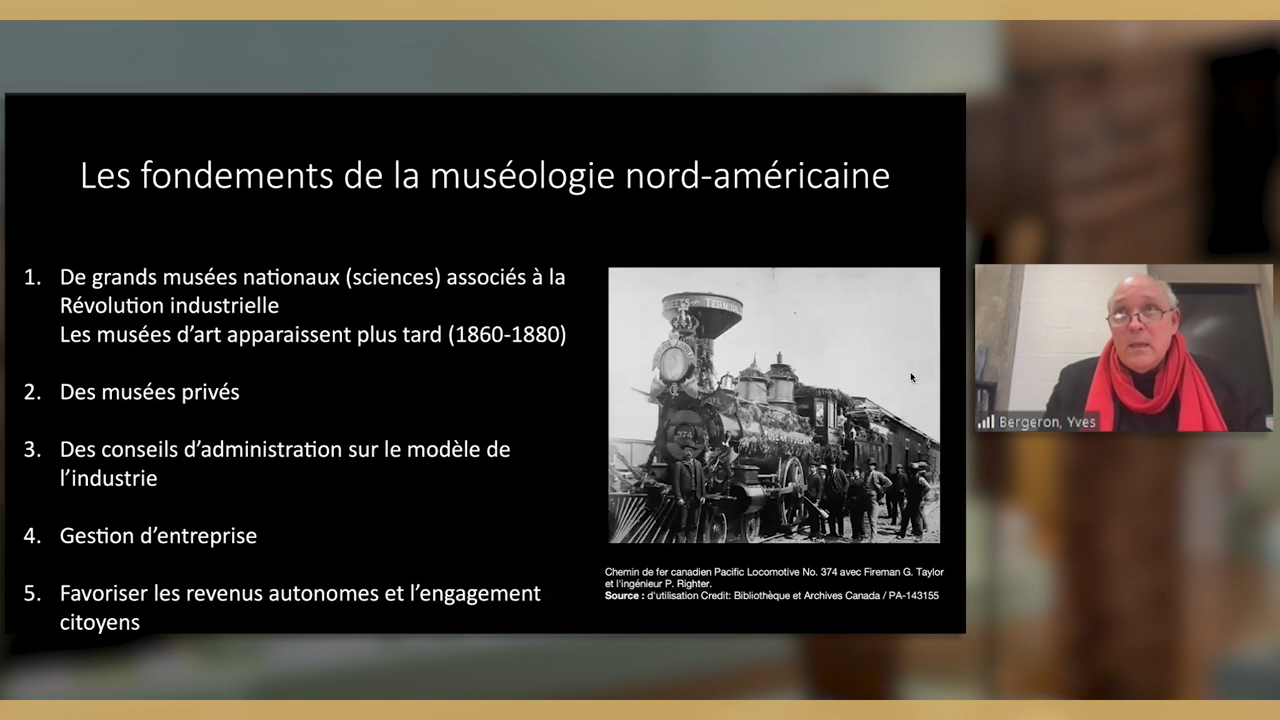 Les fondements de la muséologie nord-américaine
1. De grands musées nationaux (sciences) associés à la
Révolution industrielle
Les musées d’art apparaissent plus tard (1860-1880)
2. Des musées privés
3. Des conseils d’administration sur le modèle de
l’industrie
4. Gestion d’entreprise
5. Favoriser les revenus autonomes et l’engagement
citoyens
374
Chemin de fer canadien Pacific Locomotive No. 374 avec Fireman G. Taylor
et l'ingénieur P. Righter.
Source : d'utilisation Credit: Bibliothèque et Archives Canada / PA-143155
Bergeron, Yves